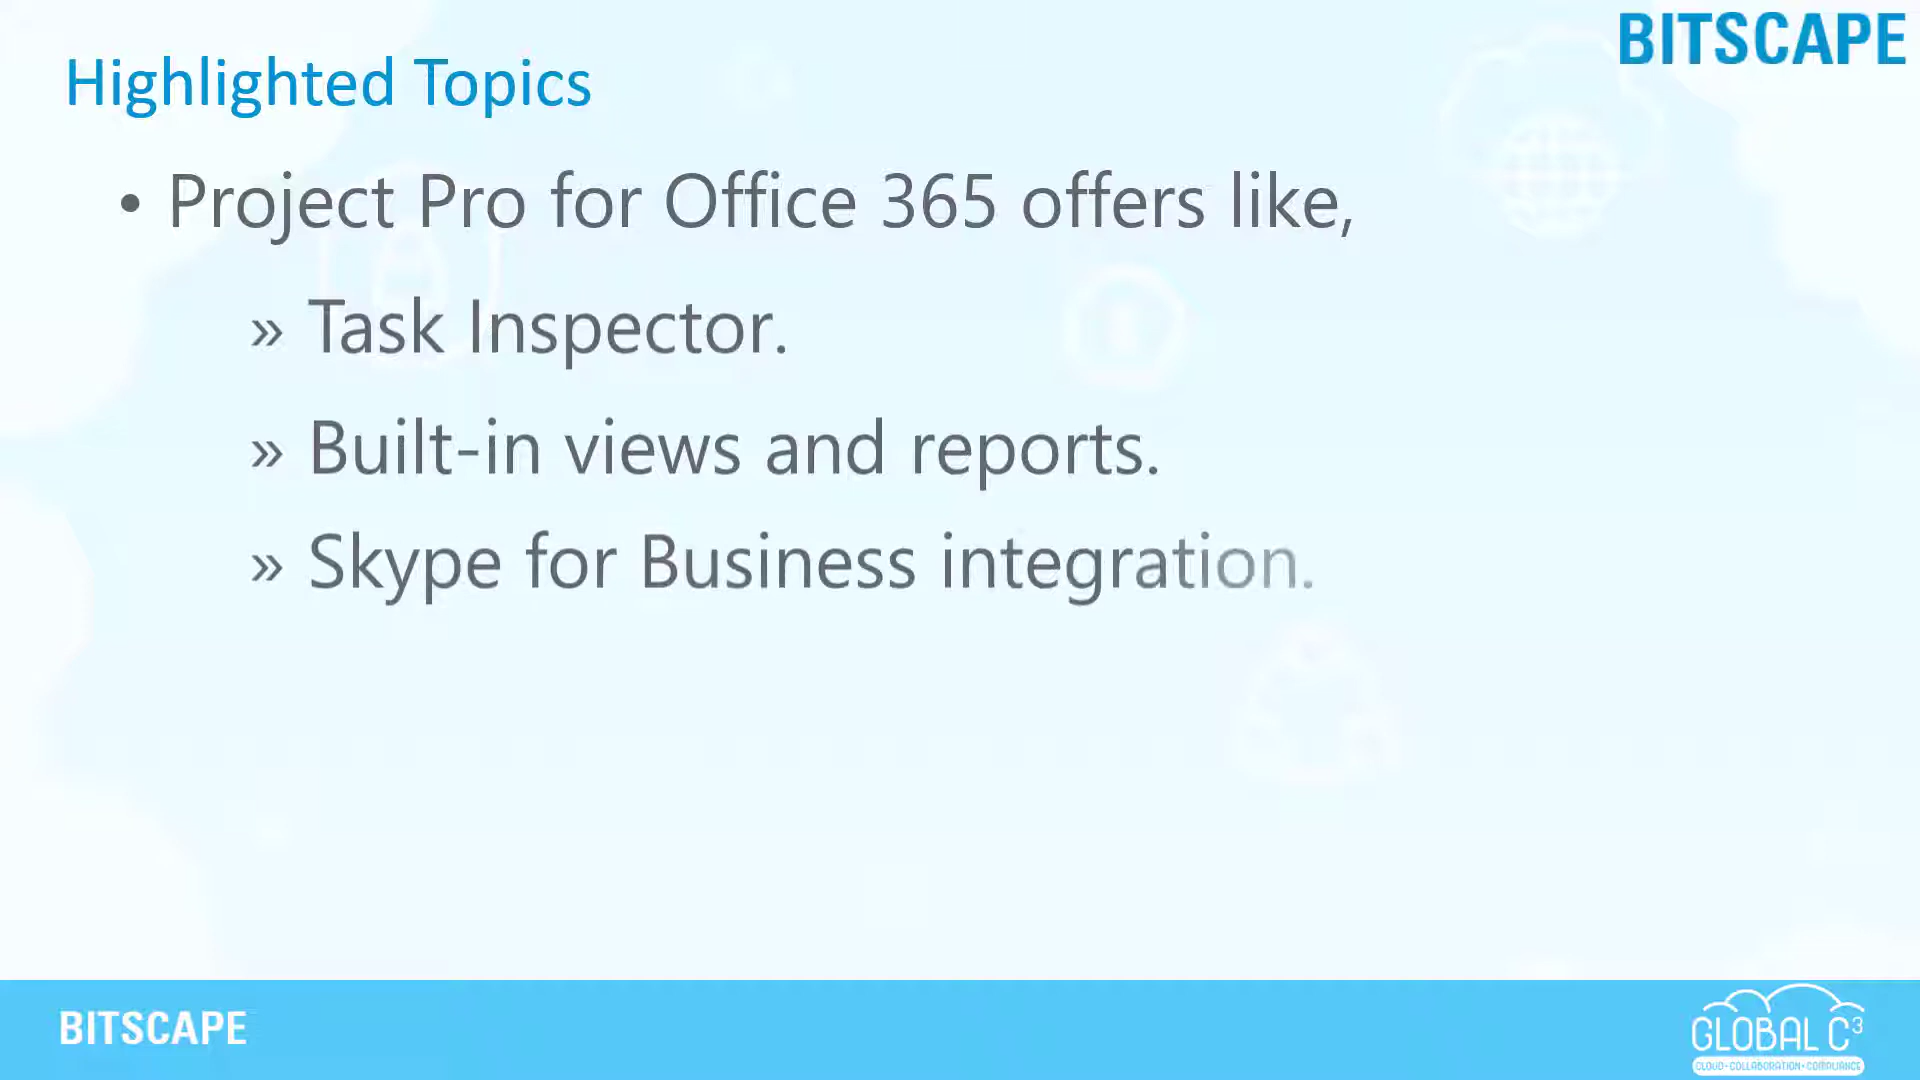 BITSCAPE
Highlighted Topics
• Project Pro for Office 365 offers like,
» Task Inspector.
» Built-in views and reports.
» Skype for Business integration.
BITSCAPE
GLOBAL C3
CLOUD•COLLABORATION•COMPLIANCE